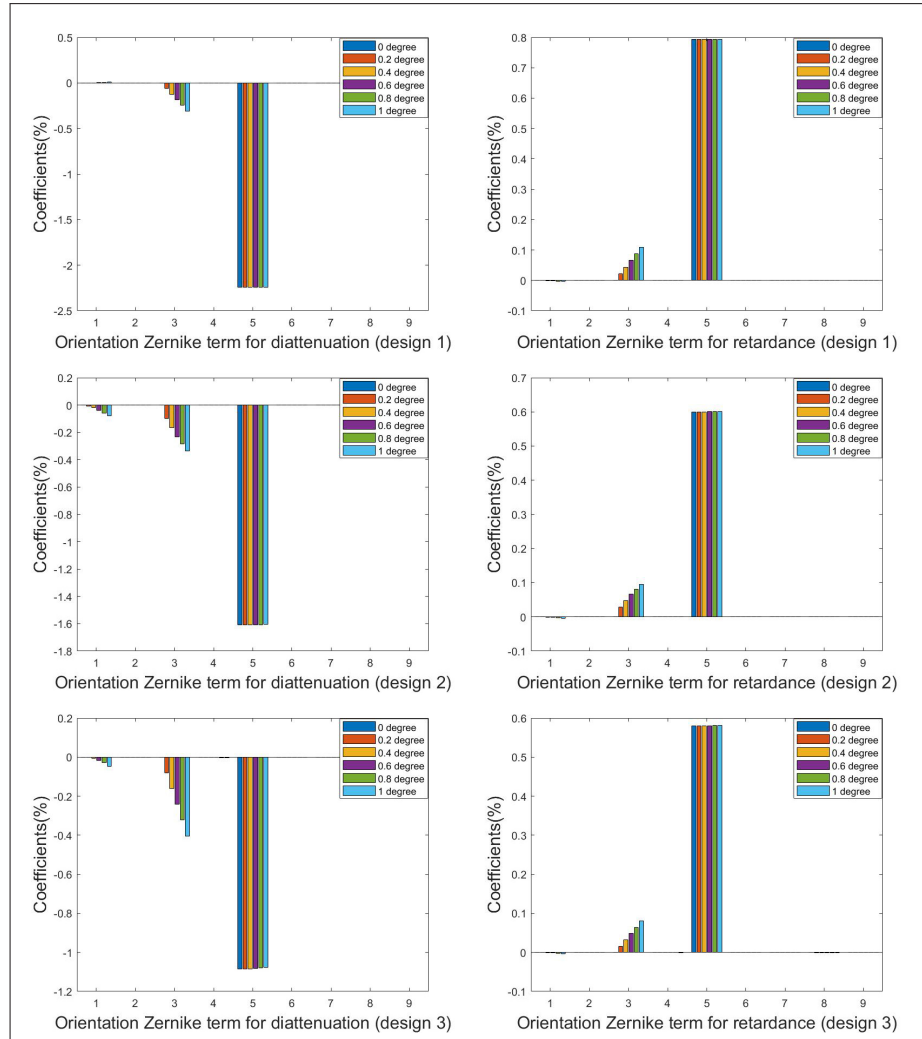 0.5
0
-0.5
-1
-1.5
-2
-2.5
Coefficients(%)
0 degree
0.2 degree
0.4 degree
0.6 degree
0.8 degree
1 degree
1 2 3 4 5 6 7 8 9
Orientation Zernike term for diattenuation (design 1)
0.8
0.7
0.6
0.5
0.4
0.3
0.2
0.1
0
-0.1
Coefficients(%)
0 degree
0.2 degree
0.4 degree
0.6 degree
0.8 degree
1 degree
1 2 3 4 5 6 7 8 9
Orientation Zernike term for retardance (design 1)
0.2
0
-0.2
-0.4
-0.6
-0.8
-1
-1.2
-1.4
-1.6
-1.8
Coefficients(%)
0 degree
0.2 degree
0.4 degree
0.6 degree
0.8 degree
1 degree
1 2 3 4 5 6 7 8 9
Orientation Zernike term for diattenuation (design 2)
0.7
0.6
0.5
0.4
0.3
0.2
0.1
0
-0.1
Coefficients(%)
0 degree
0.2 degree
0.4 degree
0.6 degree
0.8 degree
1 degree
1 2 3 4 5 6 7 8 9
Orientation Zernike term for retardance (design 2)
0.2
0
-0.2
-0.4
-0.6
-0.8
-1
-1.2
Coefficients(%)
0 degree
0.2 degree
0.4 degree
0.6 degree
0.8 degree
1 degree
1 2 3 4 5 6 7 8 9
Orientation Zernike term for diattenuation (design 3)
0.6
0.5
0.4
0.3
0.2
0.1
0
-0.1
Coefficients(%)
0 degree
0.2 degree
0.4 degree
0.6 degree
0.8 degree
1 degree
1 2 3 4 5 6 7 8 9
Orientation Zernike term for retardance (design 3)